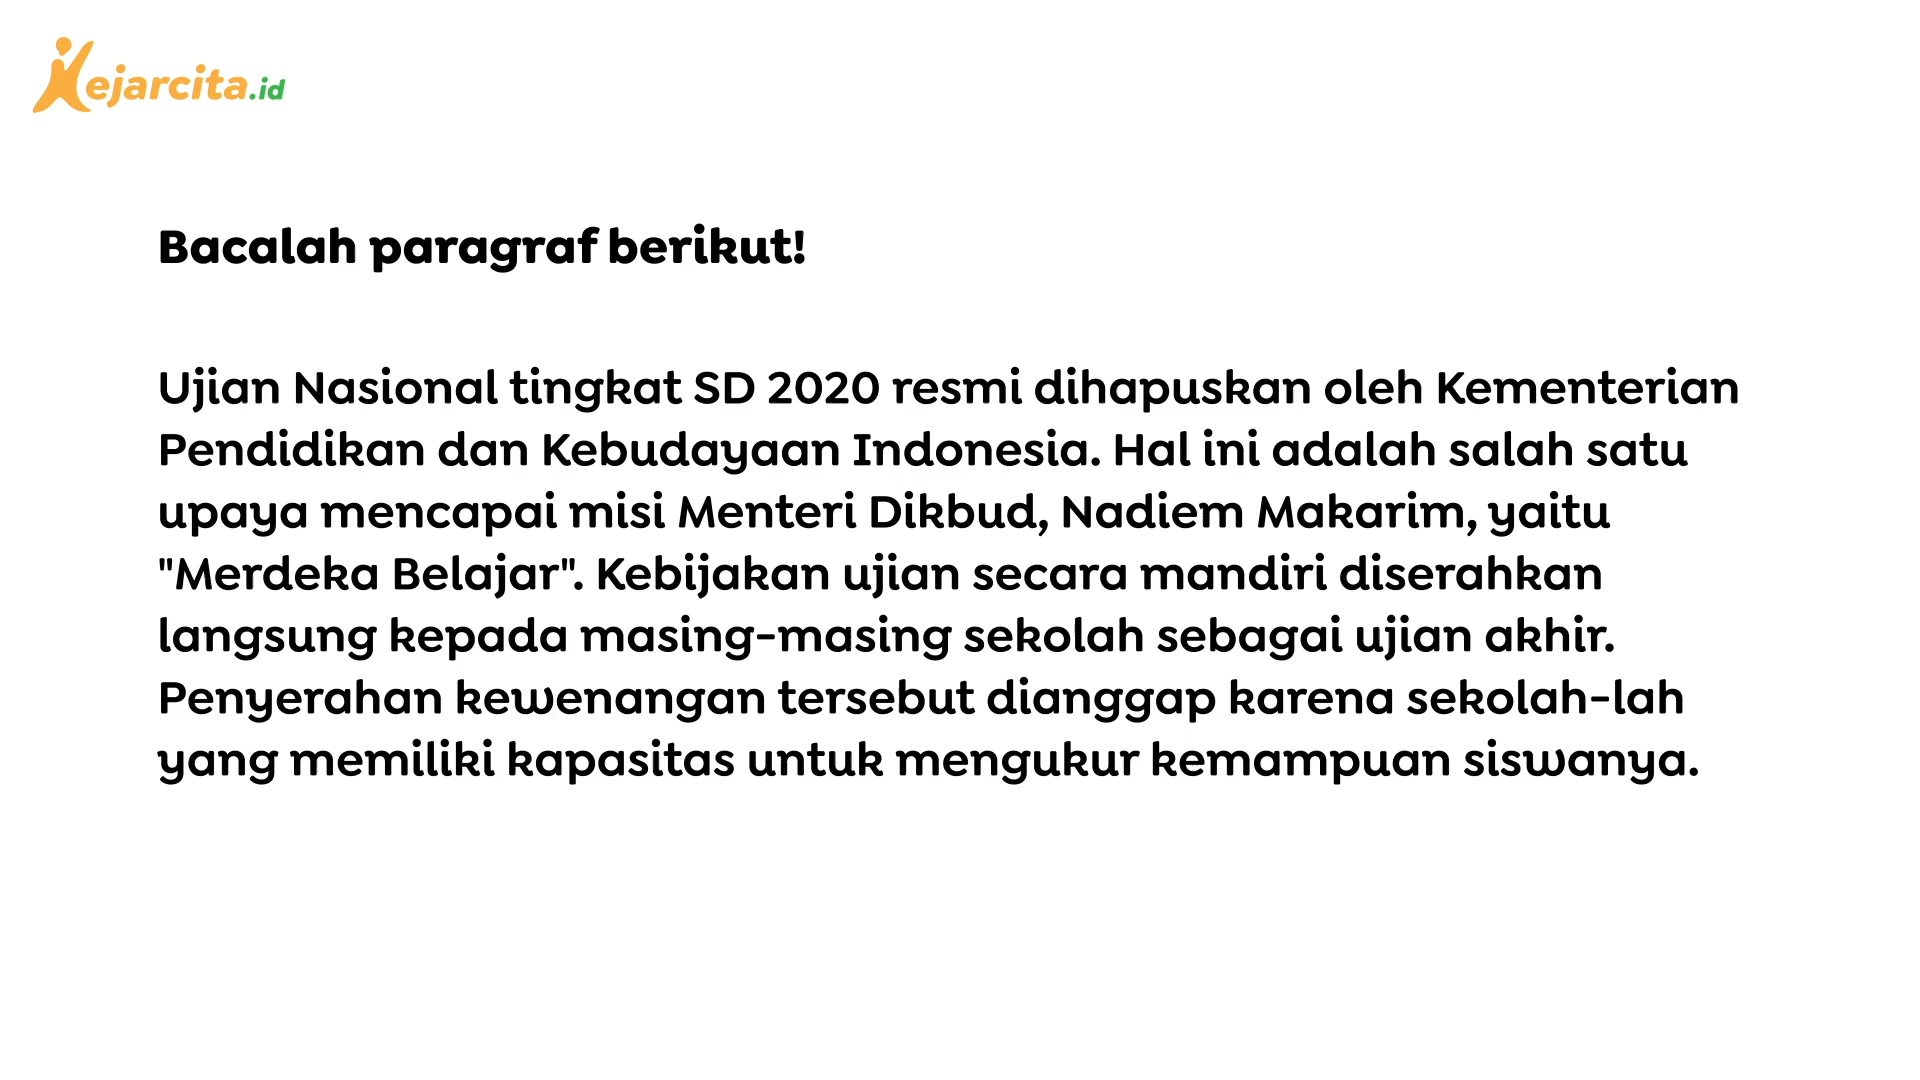 Kejarcita.id
Bacalah paragraf berikut!
Ujian Nasional tingkat SD 2020 resmi dihapuskan oleh Kementerian
Pendidikan dan Kebudayaan Indonesia. Hal ini adalah salah satu
upaya mencapai misi Menteri Dikbud, Nadiem Makarim, yaitu
"Merdeka Belajar". Kebijakan ujian secara mandiri diserahkan
langsung kepada masing-masing sekolah sebagai ujian akhir.
Penyerahan kewenangan tersebut dianggap karena sekolah-lah
yang memiliki kapasitas untuk mengukur kemampuan siswanya.